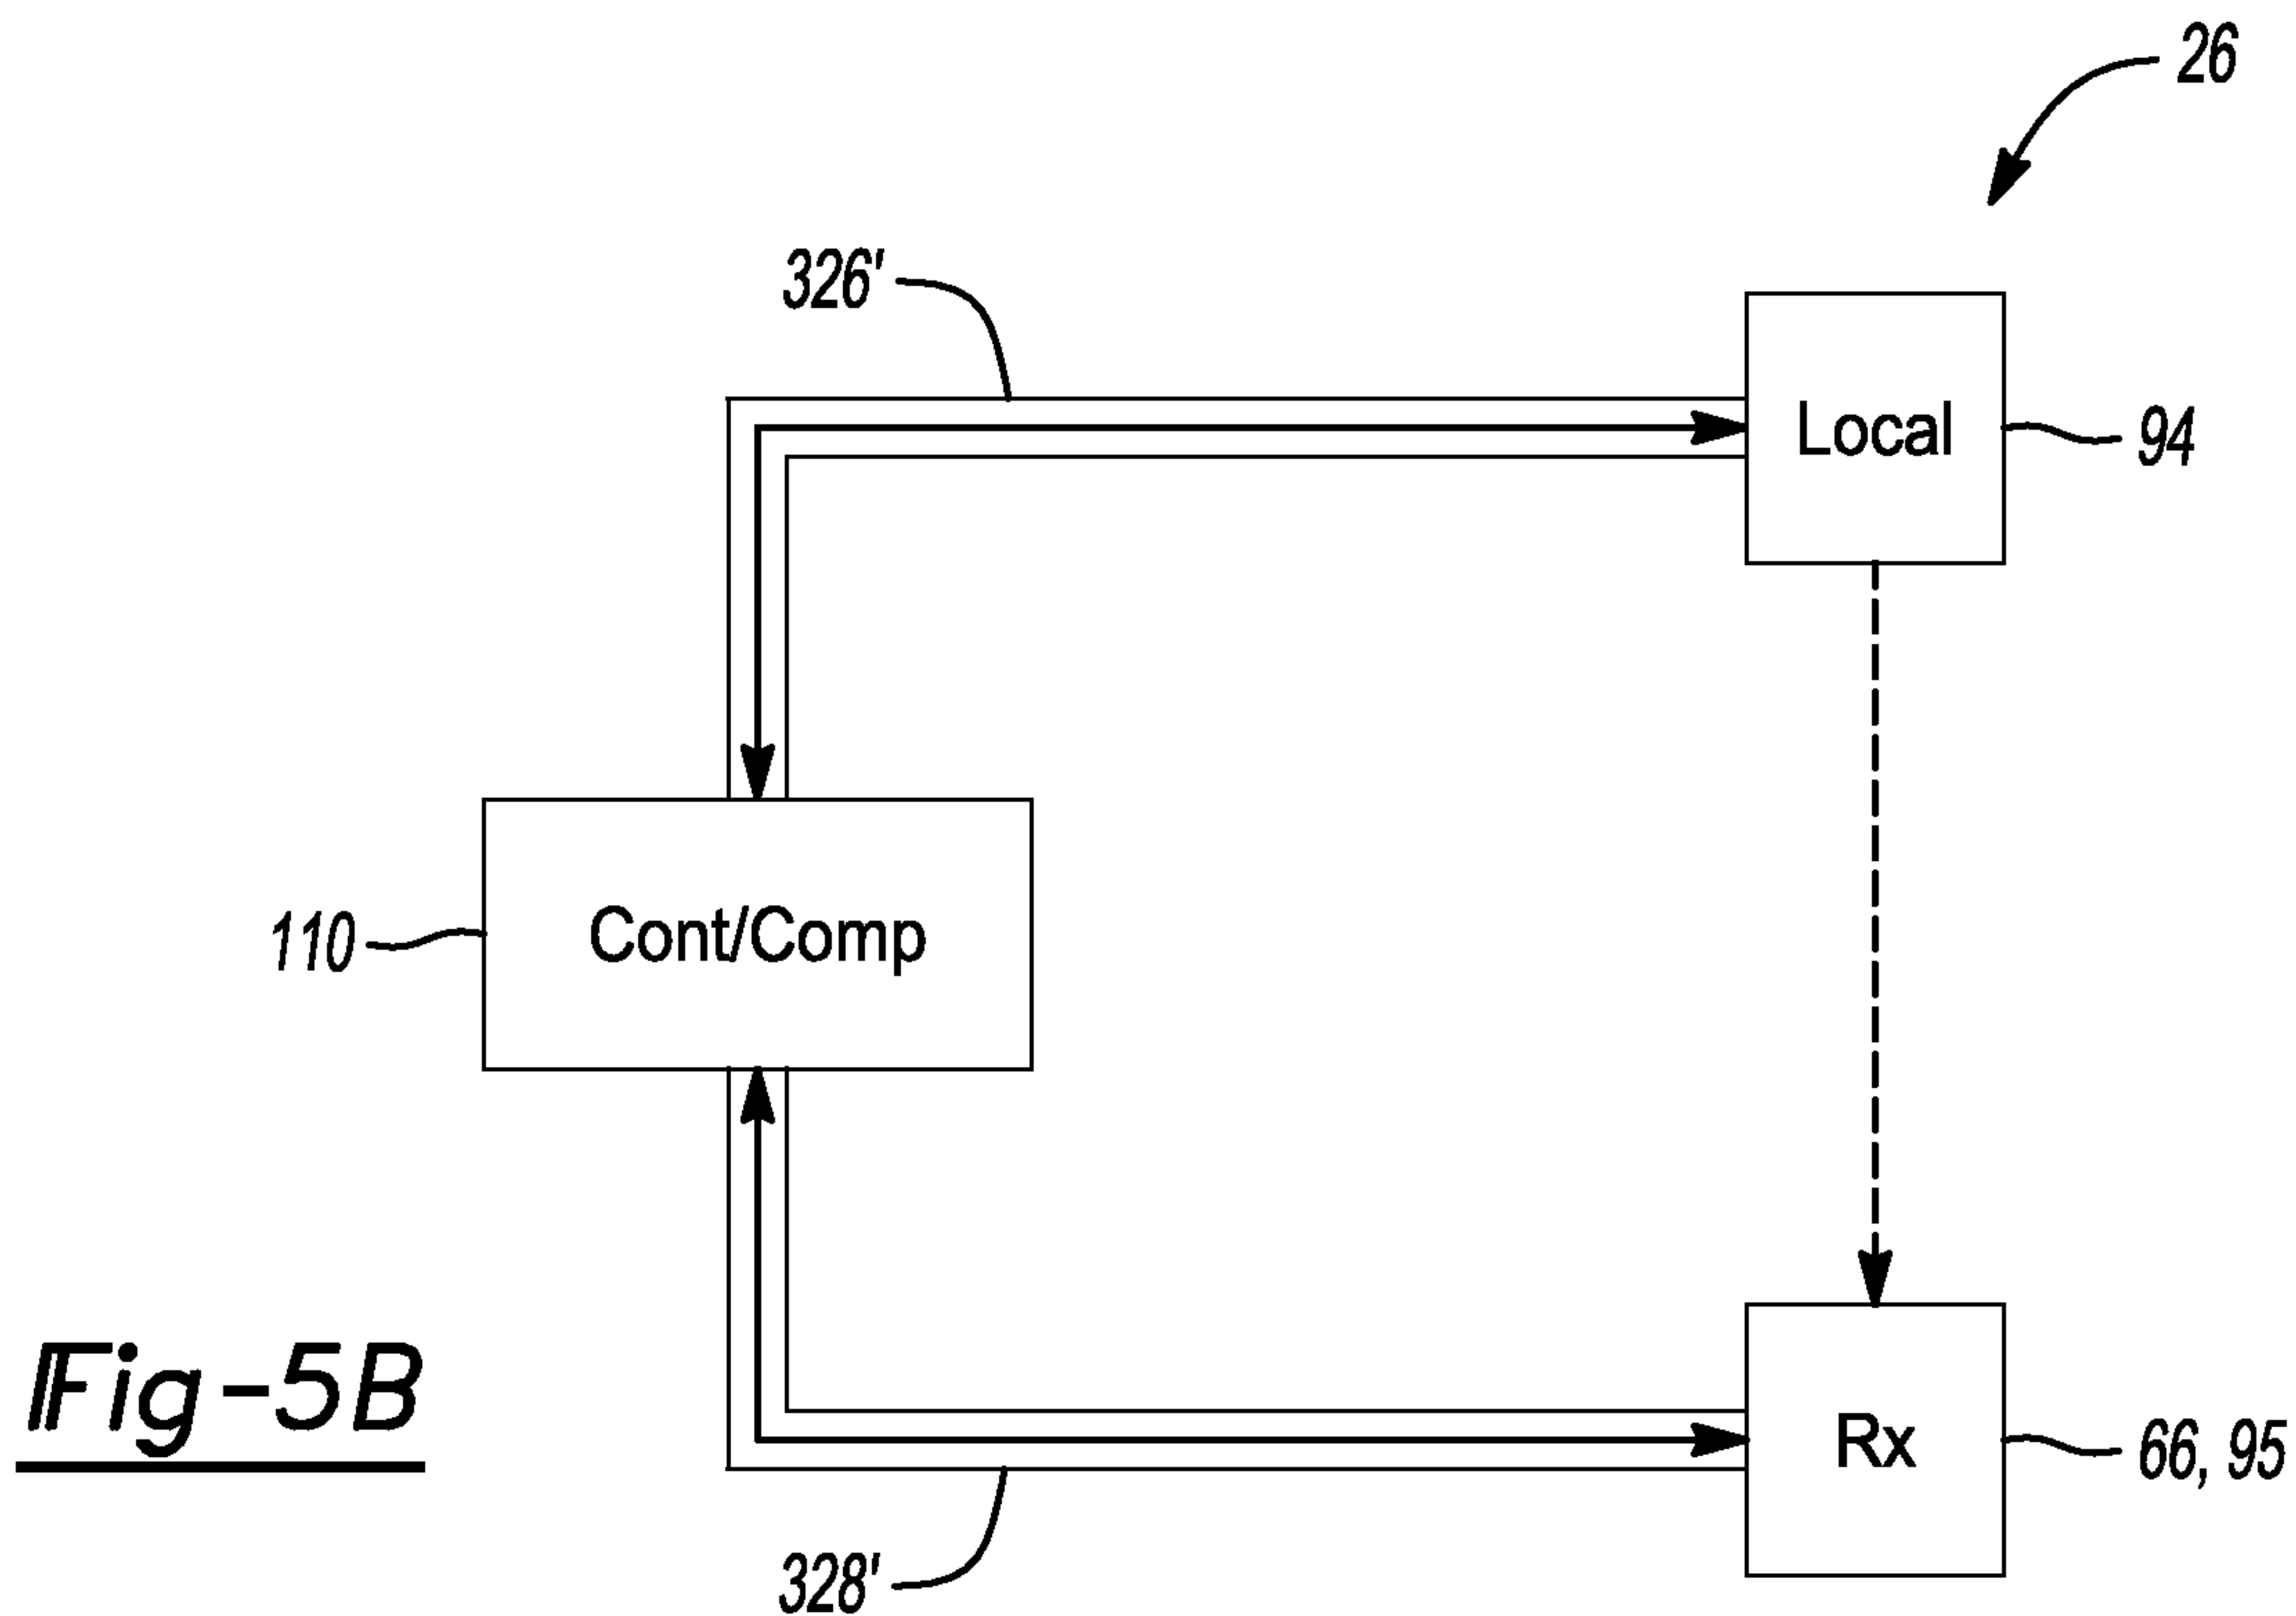 26
326'
Local
94
110
Cont/Comp
Fig-5B
Rx
66, 95
328'